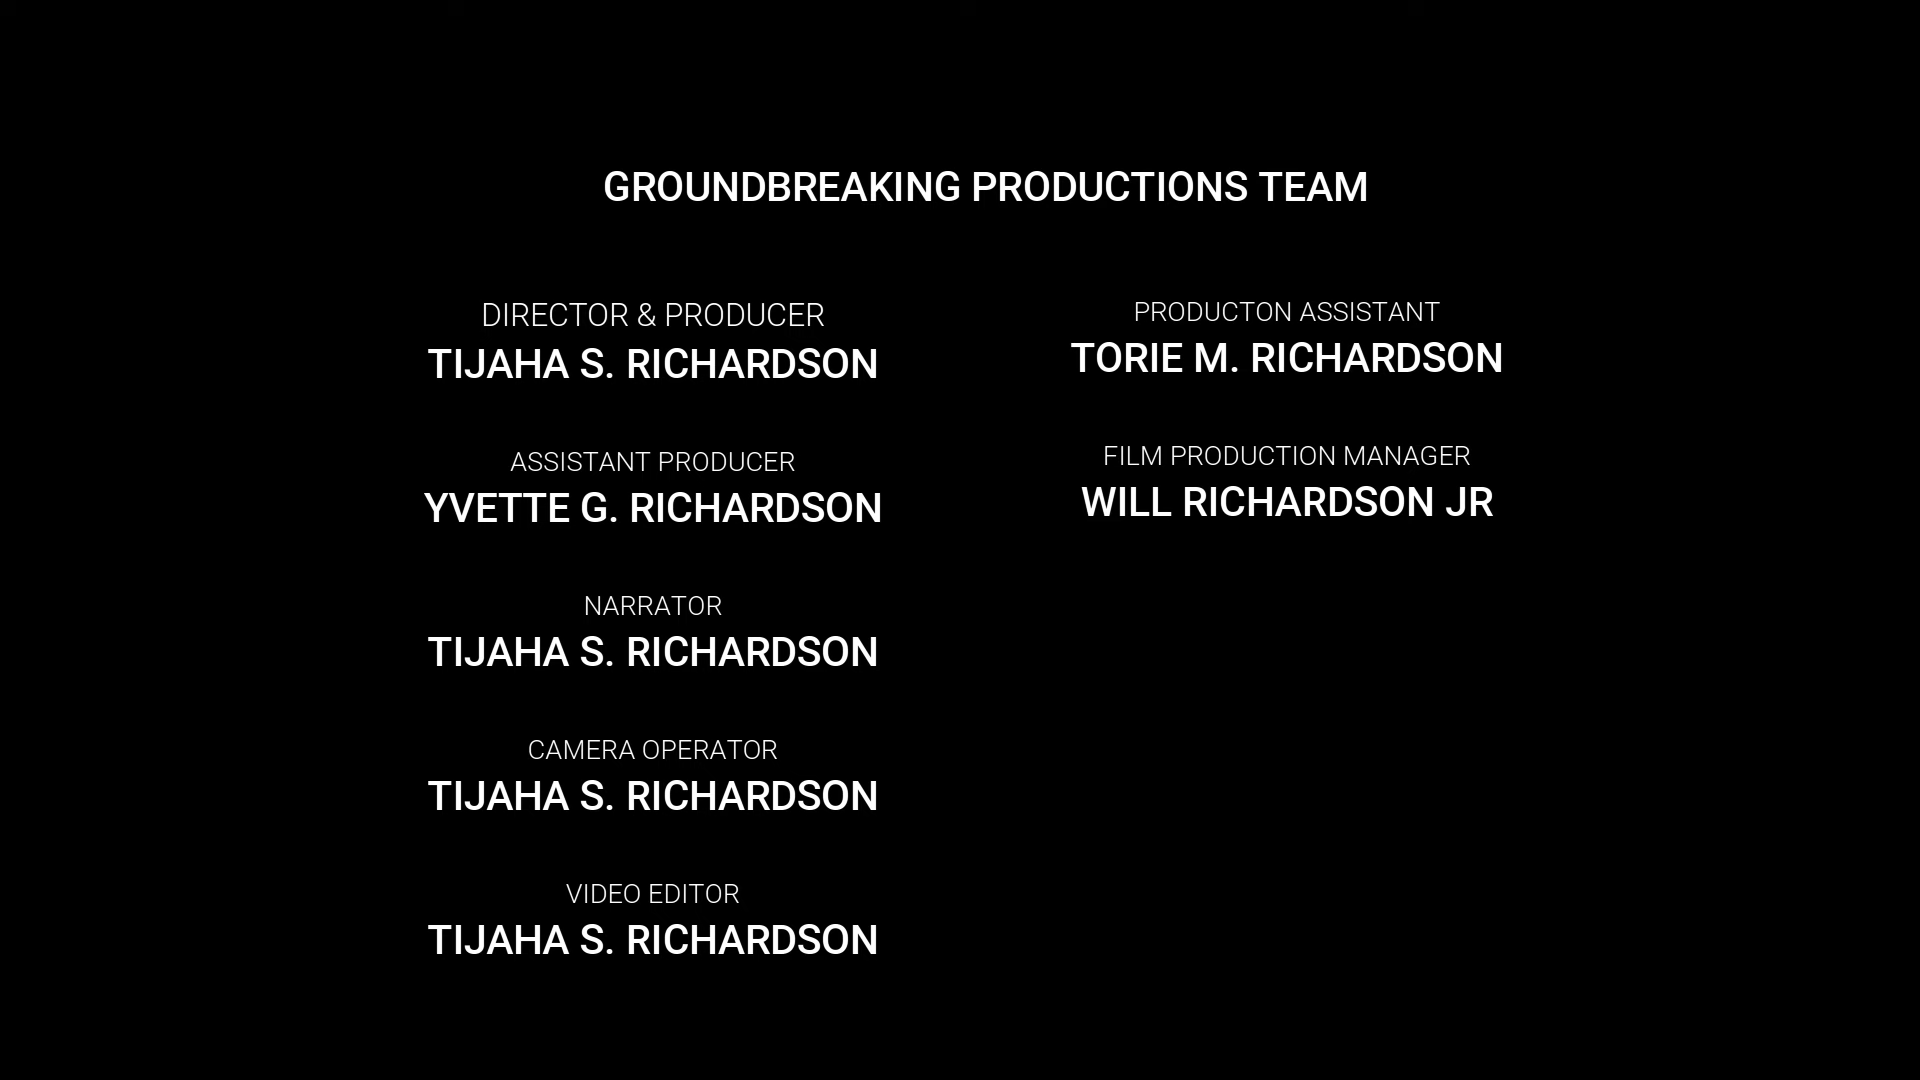 GROUNDBREAKING PRODUCTIONS TEAM
DIRECTOR & PRODUCER
TIJAHA S. RICHARDSON
ASSISTANT PRODUCER
YVETTE G. RICHARDSON
NARRATOR
TIJAHA S. RICHARDSON
CAMERA OPERATOR
TIJAHA S. RICHARDSON
VIDEO EDITOR
TIJAHA S. RICHARDSON
PRODUCTON ASSISTANT
TORIE M. RICHARDSON
FILM PRODUCTION MANAGER
WILL RICHARDSON JR